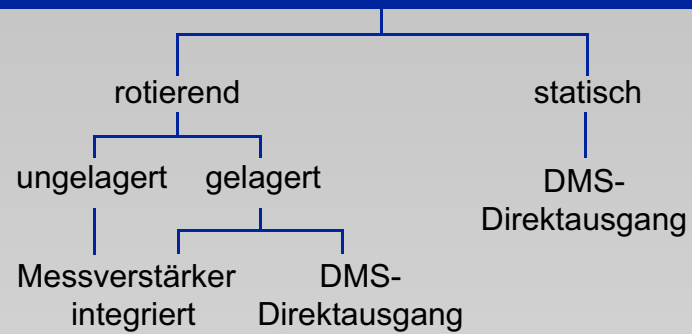 rotierend
statisch
ungelagert
gelagert
DMS-
Direktausgang
Messverstärker
integriert
DMS-
Direktausgang